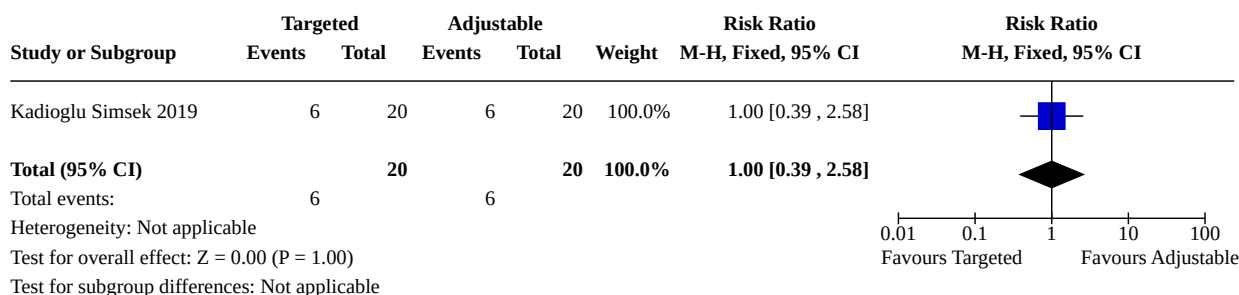 Targeted Adjustable Risk Ratio Risk Ratio
Study or Subgroup Events Total Events Total Weight M-H, Fixed, 95% CI M-H, Fixed, 95% CI
Kadioglu Simsek 2019 6 20 6 20 100.0% 1.00 [0.39 , 2.58]
Total (95% CI) 20 20 100.0% 1.00 [0.39 , 2.58]
Total events: 6 6
Heterogeneity: Not applicable
0.01 0.1 1 10 100
Test for overall effect: Z = 0.00 (P = 1.00) Favours Targeted Favours Adjustable
Test for subgroup differences: Not applicable